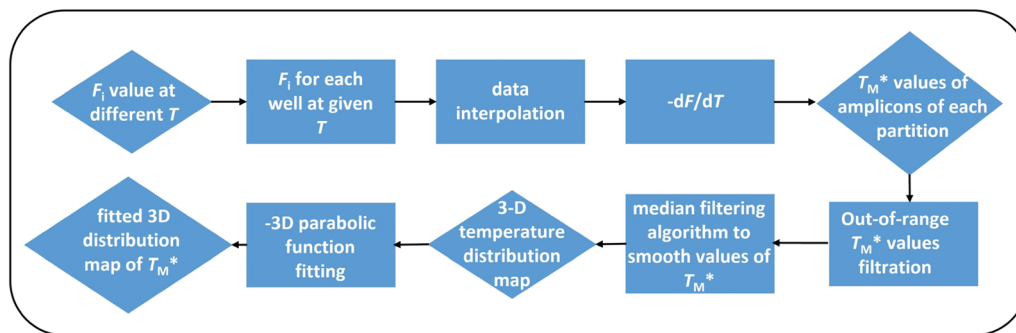 F_i value at
different T
F_i for each
well at given
T
data
interpolation
-dF/dT
T_M* values of
amplicons of each
partition
fitted 3D
distribution
map of T_M*
-3D parabolic
function
fitting
3-D
temperature
distribution
map
median filtering
algorithm to
smooth values of
T_M*
Out-of-range
T_M* values
filtration